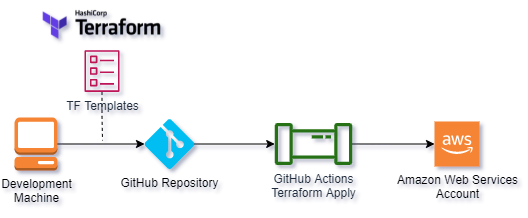 HashiCorp
Terraform
TF Templates
aws
Development
Machine
GitHub Repository
GitHub Actions
Terraform Apply
Amazon Web Services
Account